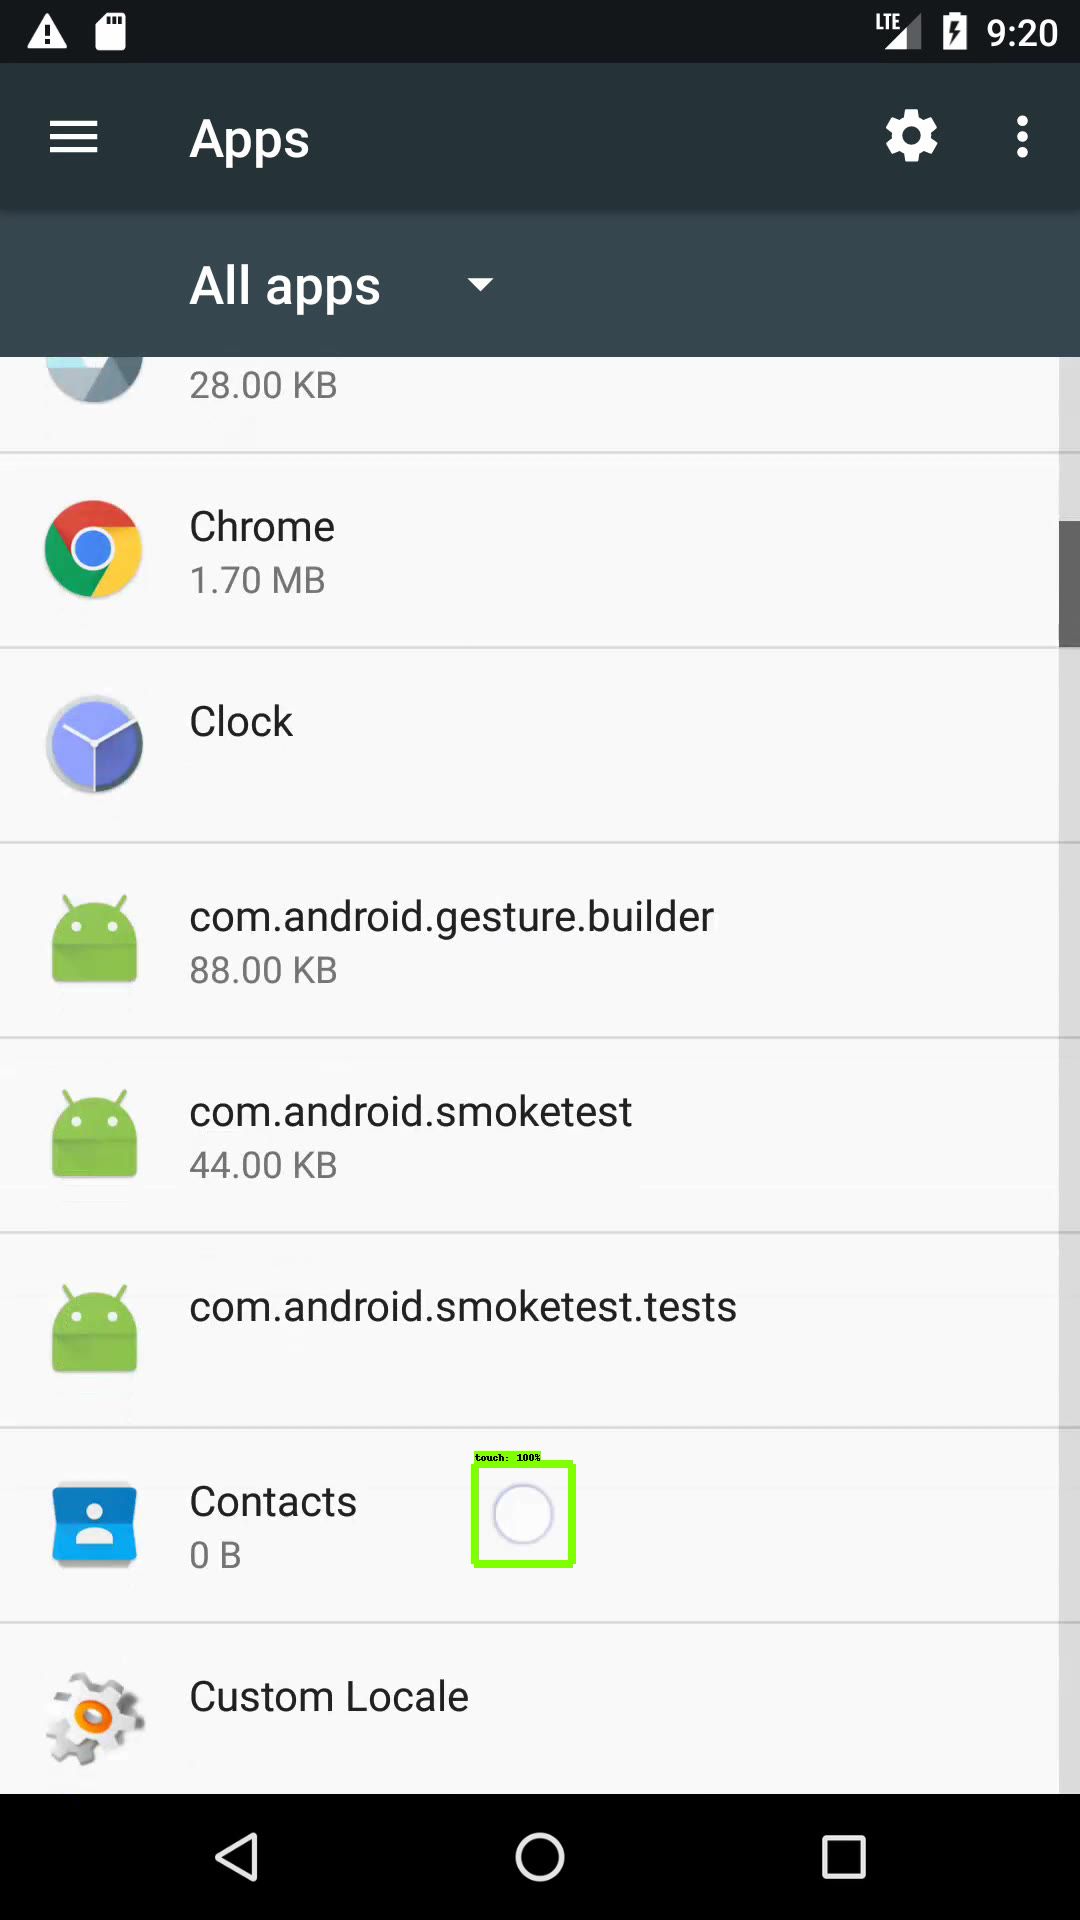 LTE
9:20
Apps
All apps
28.00 KB
Chrome
1.70 MB
Clock
com.android.gesture.builder
88.00 KB
com.android.smoketest
44.00 KB
com.android.smoketest.tests
touch: 100%
Contacts
0 B
Custom Locale